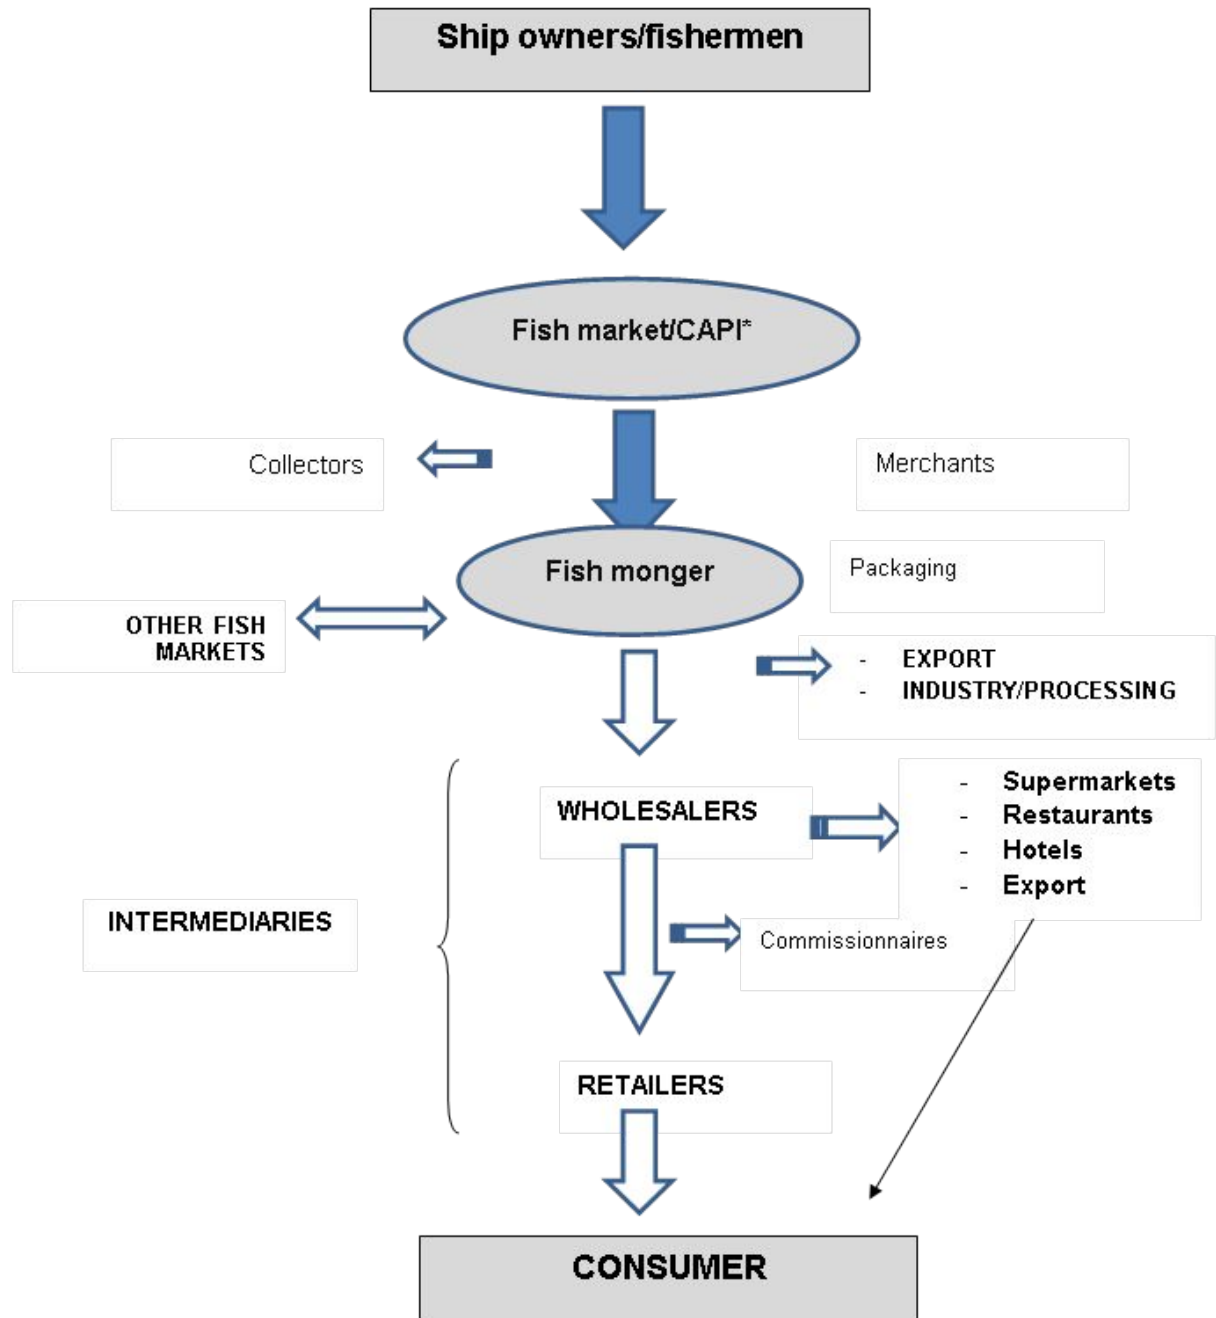 Ship owners/fishermen
Fish market/CAPI*
Collectors
Merchants
Fish monger
Packaging
OTHER FISH
MARKETS
- EXPORT
- INDUSTRY/PROCESSING
WHOLESALERS
- Supermarkets
- Restaurants
- Hotels
- Export
INTERMEDIARIES
Commissionnaires
RETAILERS
CONSUMER